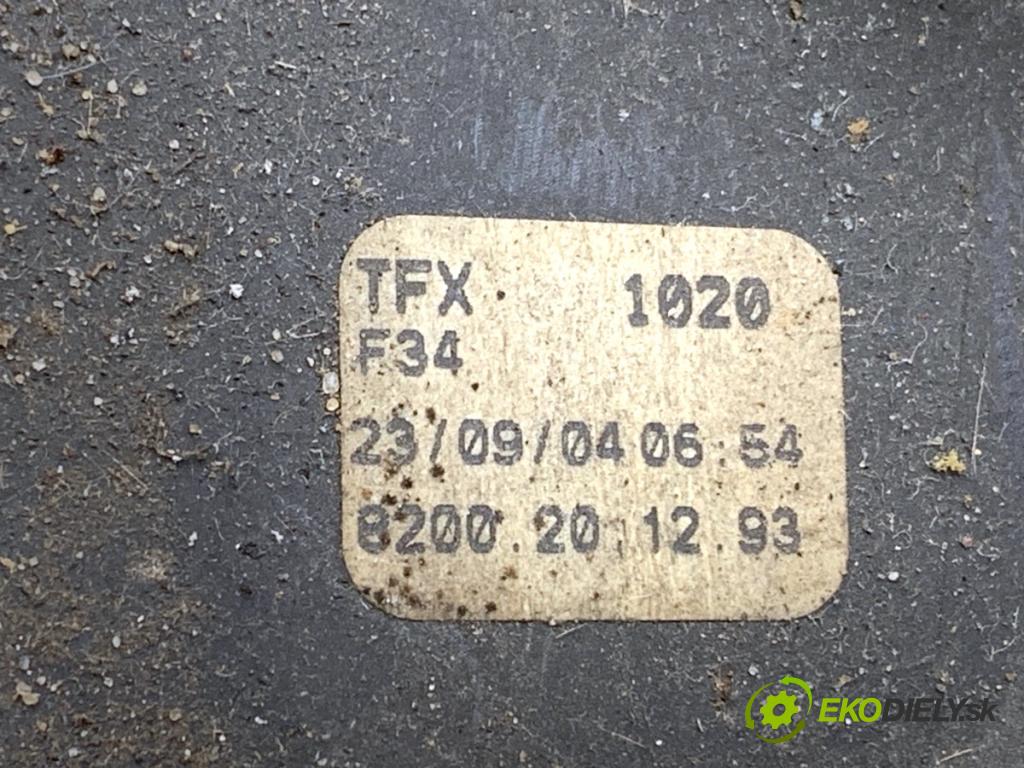 TFX 1020
F34
23/09/04 06:54
8200.20.12.93
EKODIELY.sk